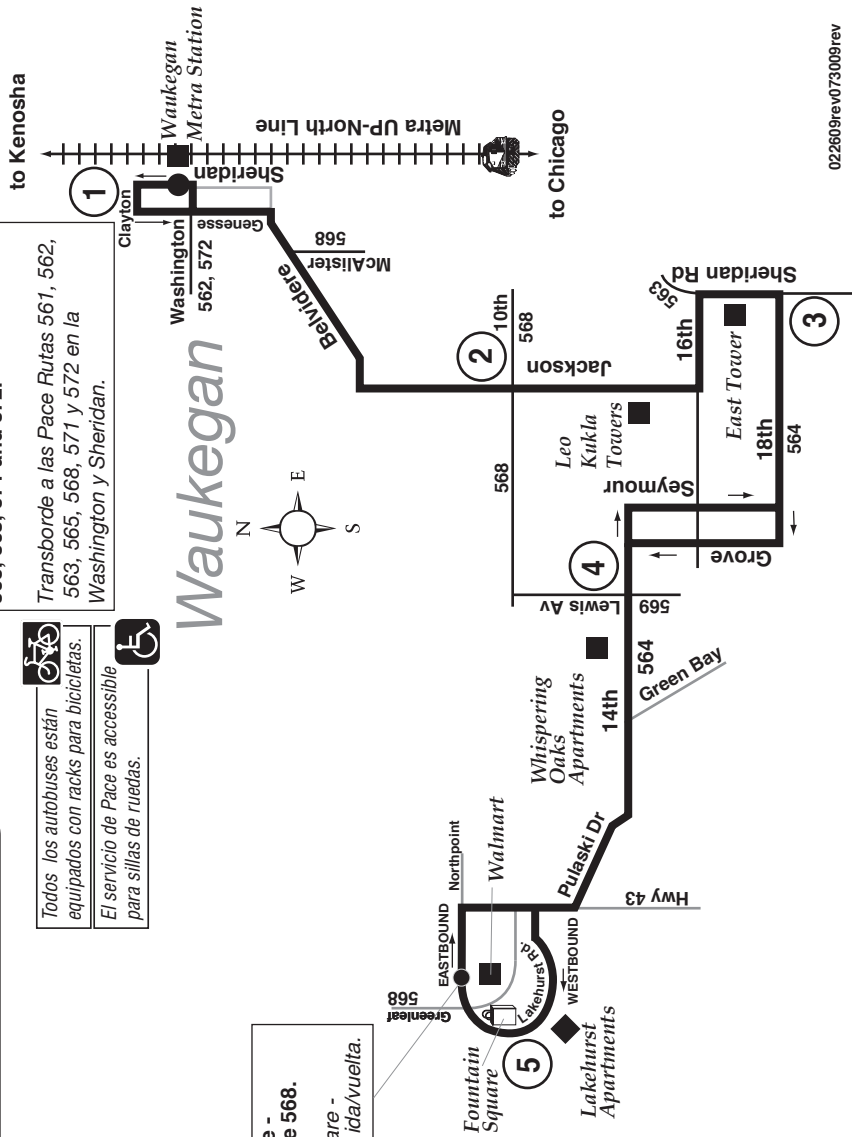 563, 565, 568, 571 y 572 en la
Transborde a las Pace Rutas 561, 562,
Washington y Sheridan.
Todos los autobuses están
equipados con racks para bicicletas.
El servicio de Pace es accessible
para sillas de ruedas.
Waukegan
N
W
E
S
to Kenosha
Waukegan
Metra Station
Metra UP-North Line
to Chicago
1
Clayton
Sheridan
Washington
562, 572
Genesse
Belvidere
568
McAlister
2
10th
568
568
Jackson
16th
563
Sheridan Rd
3
East Tower
18th
564
Leo
Kukla
Towers
Seymour
Grove
4
Lewis Av
569
564
14th
Green Bay
Whispering
Oaks
Apartments
Pulaski Dr
Hwy 43
Northpoint
Walmart
EASTBOUND
WESTBOUND
Lakehurst Rd.
568
Greenleaf
Fountain
Square
5
Lakehurst
Apartments
e -
e 568.
are -
ida/vuelta.
022609rev073009rev